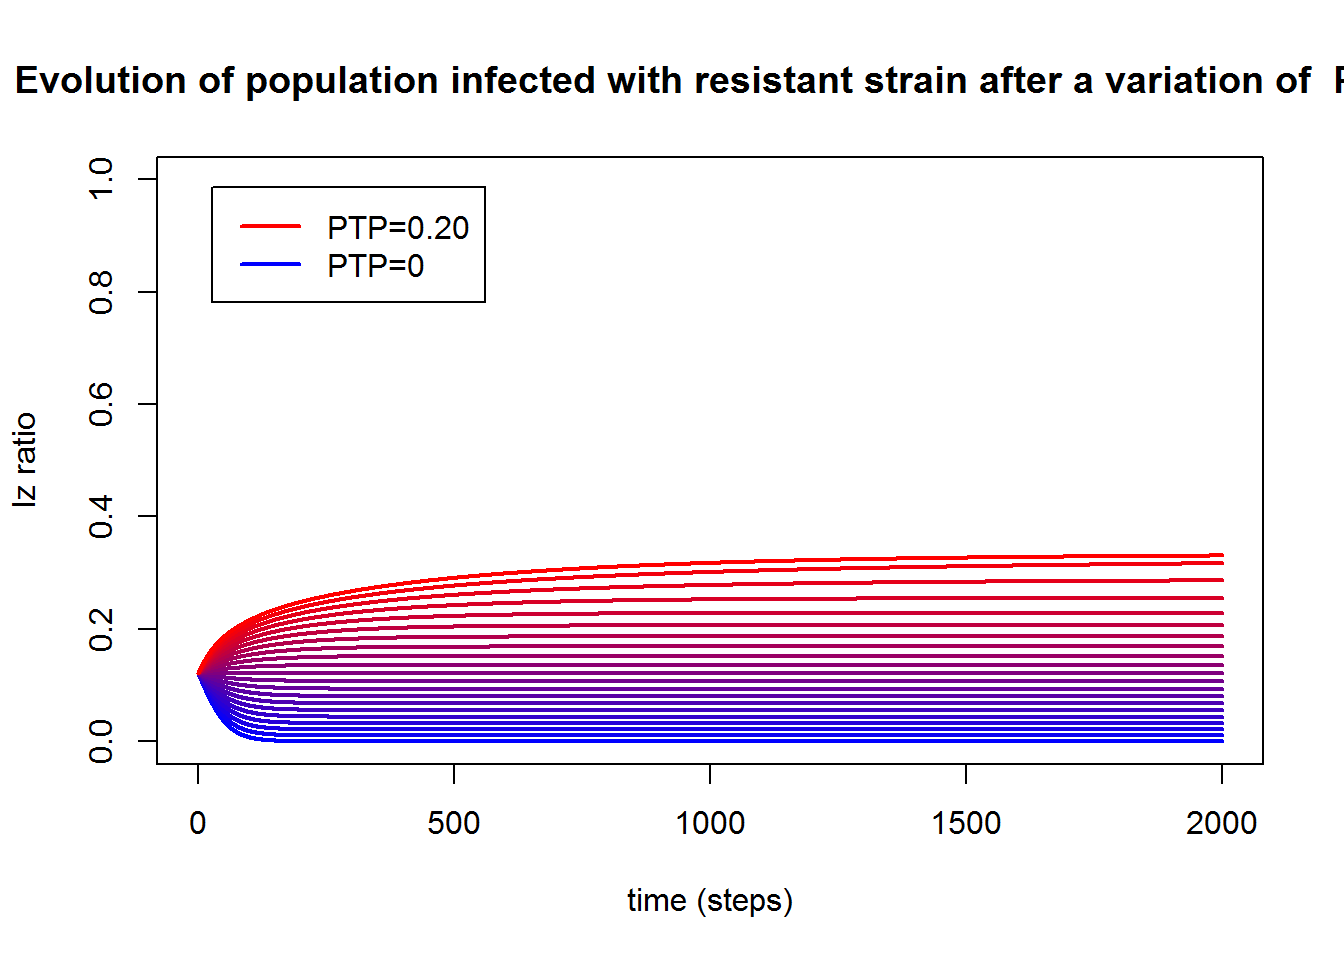 Evolution of population infected with resistant strain after a variation of
PTP=0.20
PTP=0
Iz ratio
0.0
0.2
0.4
0.6
0.8
1.0
0
500
1000
1500
2000
time (steps)